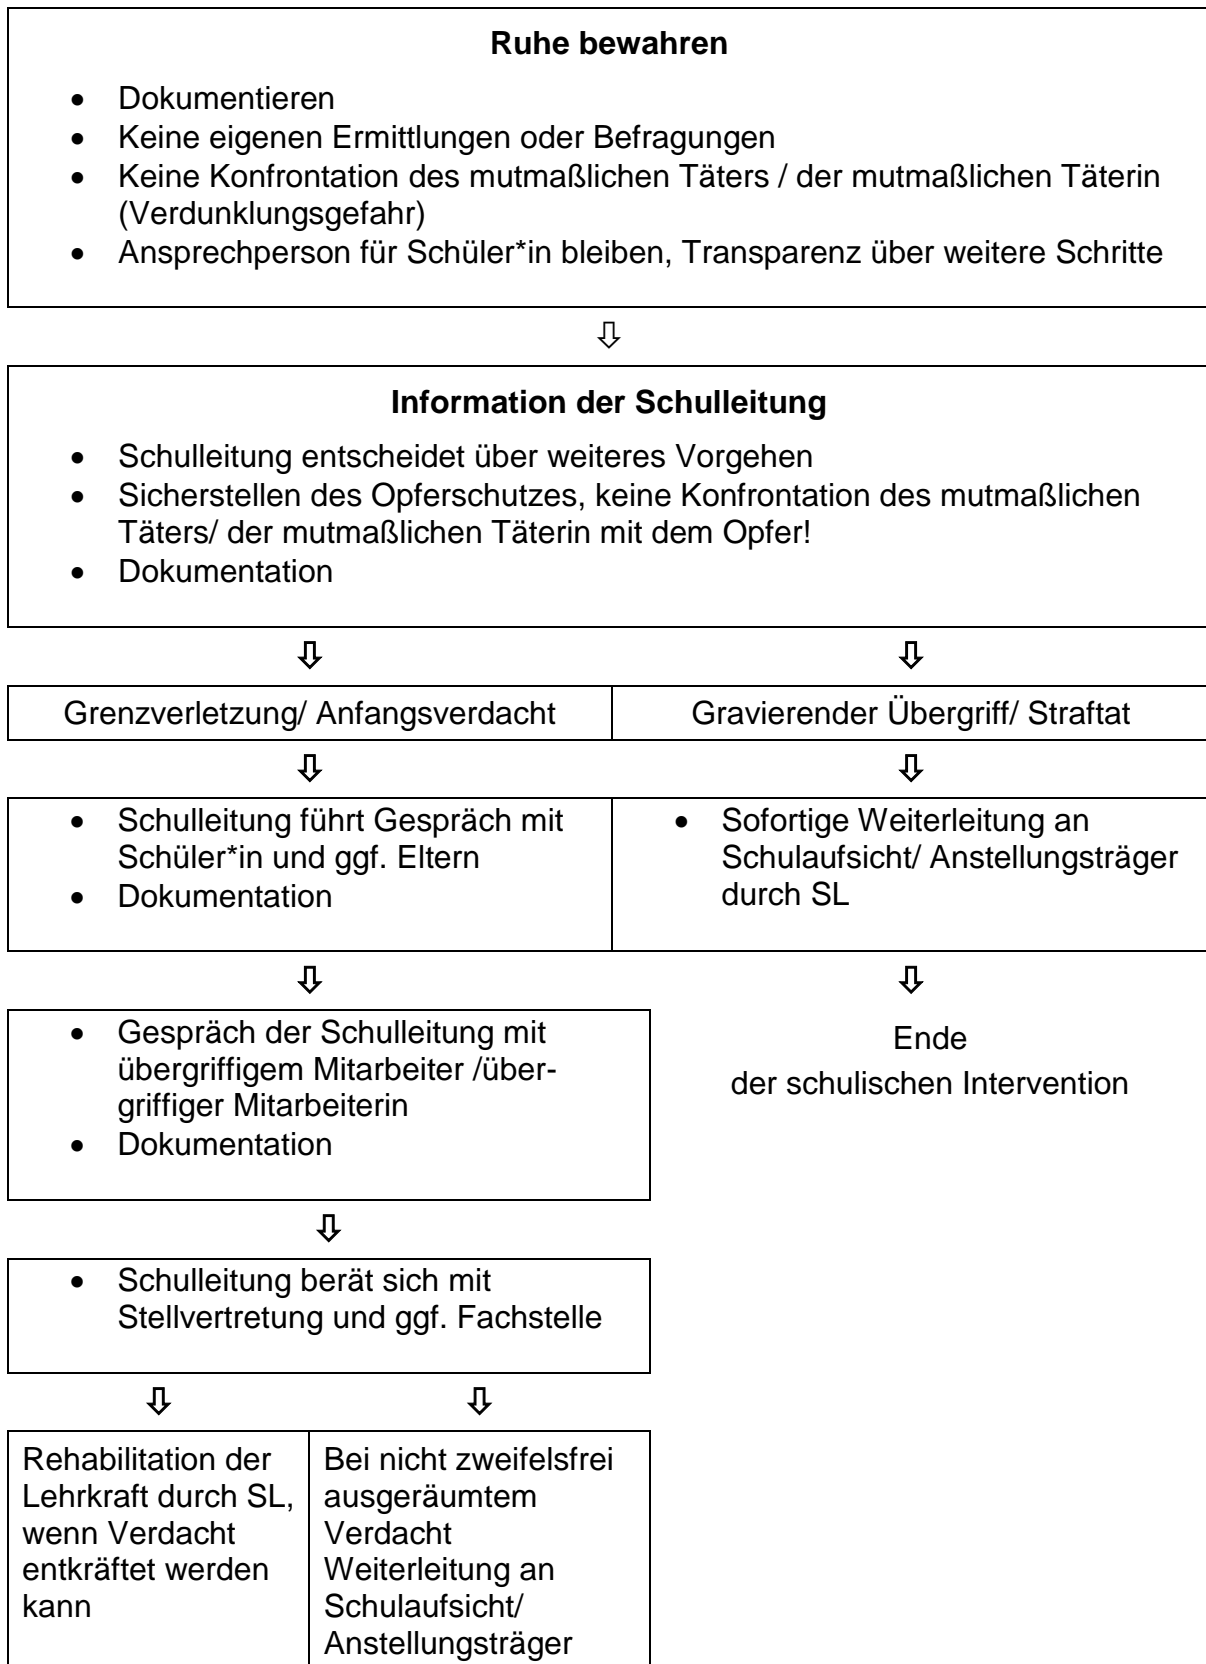 Ruhe bewahren
• Dokumentieren
• Keine eigenen Ermittlungen oder Befragungen
• Keine Konfrontation des mutmaßlichen Täters / der mutmaßlichen Täterin
(Verdunklungsgefahr)
• Ansprechperson für Schüler*in bleiben, Transparenz über weitere Schritte
⇩
Information der Schulleitung
• Schulleitung entscheidet über weiteres Vorgehen
• Sicherstellen des Opferschutzes, keine Konfrontation des mutmaßlichen
Täters/ der mutmaßlichen Täterin mit dem Opfer!
• Dokumentation
⇩ ⇩
Grenzverletzung/ Anfangsverdacht
Gravierender Übergriff/ Straftat
⇩ ⇩
• Schulleitung führt Gespräch mit
Schüler*in und ggf. Eltern
• Dokumentation
• Sofortige Weiterleitung an
Schulaufsicht/ Anstellungsträger
durch SL
⇩ ⇩
• Gespräch der Schulleitung mit
übergriffigem Mitarbeiter /über-
griffiger Mitarbeiterin
• Dokumentation
Ende
der schulischen Intervention
⇩
• Schulleitung berät sich mit
Stellvertretung und ggf. Fachstelle
⇩ ⇩
Rehabilitation der
Lehrkraft durch SL,
wenn Verdacht
entkräftet werden
kann
Bei nicht zweifelsfrei
ausgeräumtem
Verdacht
Weiterleitung an
Schulaufsicht/
Anstellungsträger